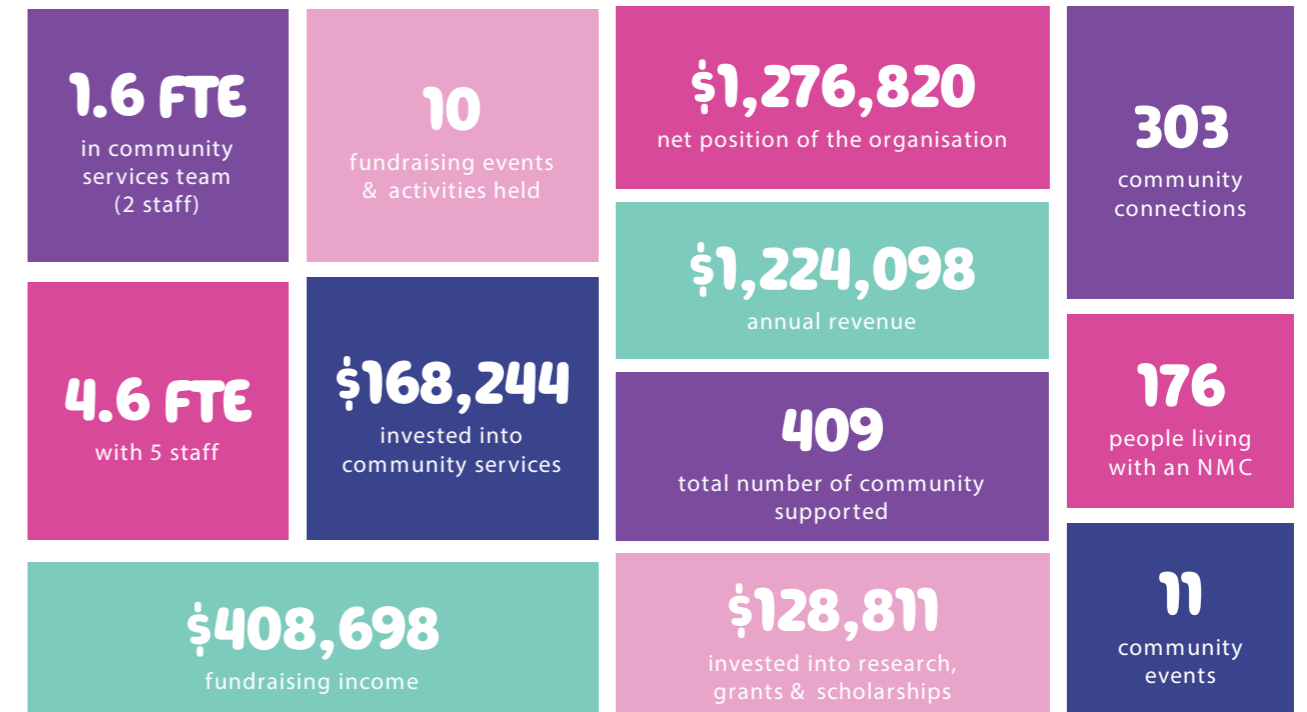 1.6 FTE
in community
services team
(2 staff)
10
fundraising events
& activities held
$1,276,820
net position of the organisation
303
community
connections
$1,224,098
annual revenue
4.6 FTE
with 5 staff
$168,244
invested into
community services
409
total number of community
supported
176
people living
with an NMC
$408,698
fundraising income
$128,811
invested into research,
grants & scholarships
11
community
events